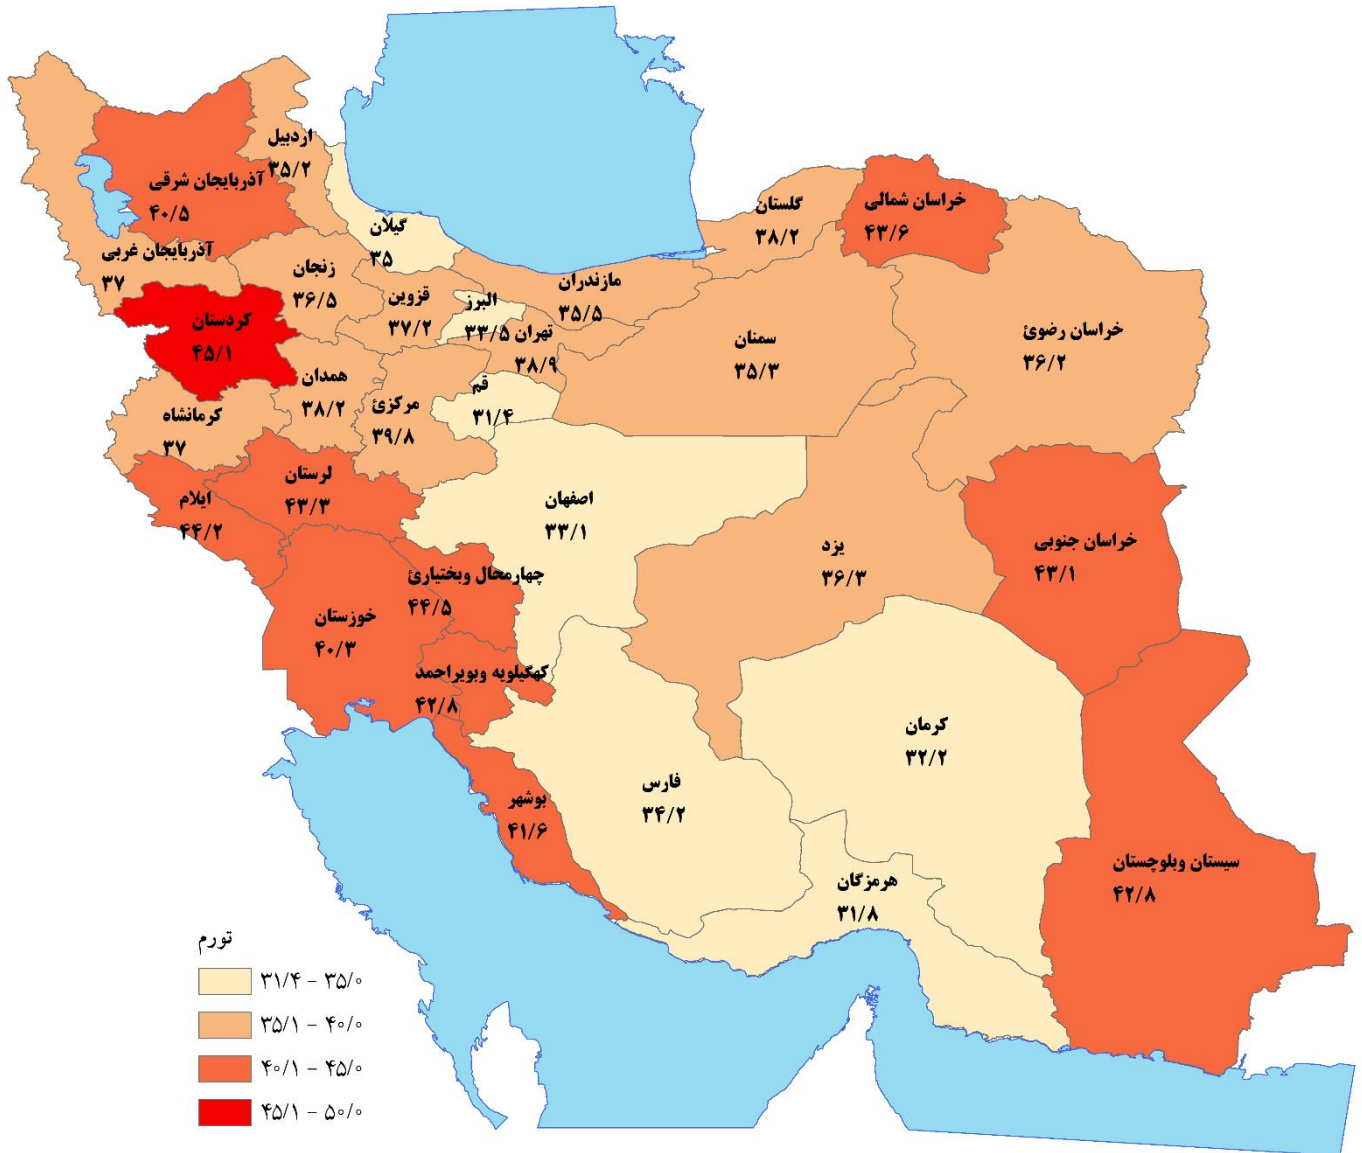 اردبیل
۳۵/۲
آذربایجان شرقی
۴۰/۵
گیلان
۳۵
آذربایجان غربی
۳۷
زنجان
۳۶/۵
کردستان
۴۵/۱
قزوین
۳۷/۲
البرز
۳۳/۵
مازندران
۳۵/۵
تهران
۳۸/۹
گلستان
۳۸/۲
خراسان شمالی
۴۳/۶
خراسان رضوئ
۳۶/۲
سمنان
۳۵/۳
همدان
۳۸/۲
مرکزئ
۳۹/۸
قم
۳۱/۴
کرمانشاه
۳۷
لرستان
۴۳/۳
ایلام
۴۴/۲
اصفهان
۳۳/۱
یزد
۳۶/۳
خراسان جنوبی
۴۳/۱
چهارمحال وبختیارئ
۴۴/۵
خوزستان
۴۰/۳
کهگیلویه وبویراحمد
۴۲/۸
کرمان
۳۲/۲
فارس
۳۴/۲
بوشهر
۴۱/۶
هرمزگان
۳۱/۸
سیستان وبلوچستان
۴۲/۸
تورم
۳۱/۴ - ۳۵/۰
۳۵/۱ - ۴۰/۰
۴۰/۱ - ۴۵/۰
۴۵/۱ - ۵۰/۰